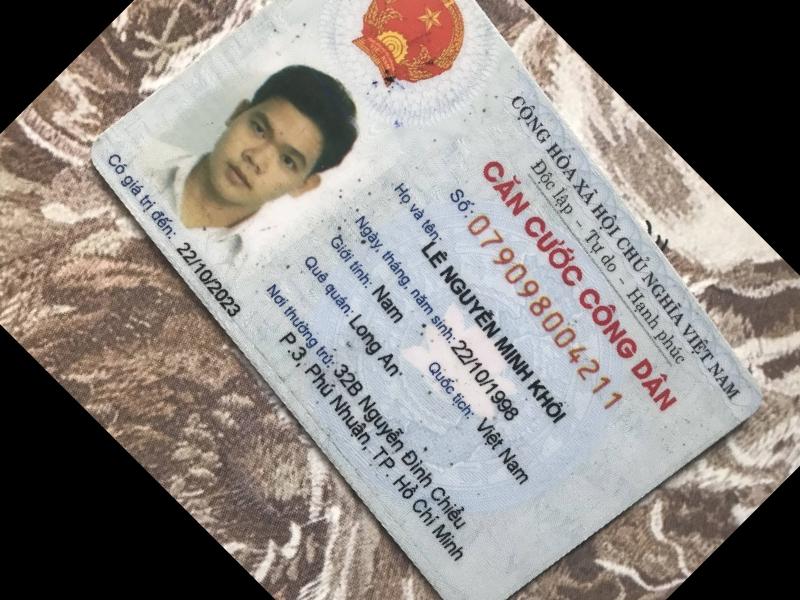 CỘNG HÒA XÃ HỘI CHỦ NGHĨA VIỆT NAM
Độc lập - Tự do - Hạnh phúc
CĂN CƯỚC CÔNG DÂN
Số: 079098004211
Họ và tên: LÊ NGUYỄN MINH KHÔI
Ngày, tháng, năm sinh: 22/10/1998
Giới tính: Nam Quốc tịch: Việt Nam
Quê quán: Long An
Nơi thường trú: 32B Nguyễn Đình Chiểu
P.3, Phú Nhuận, TP. Hồ Chí Minh
Có giá trị đến: 22/10/2023